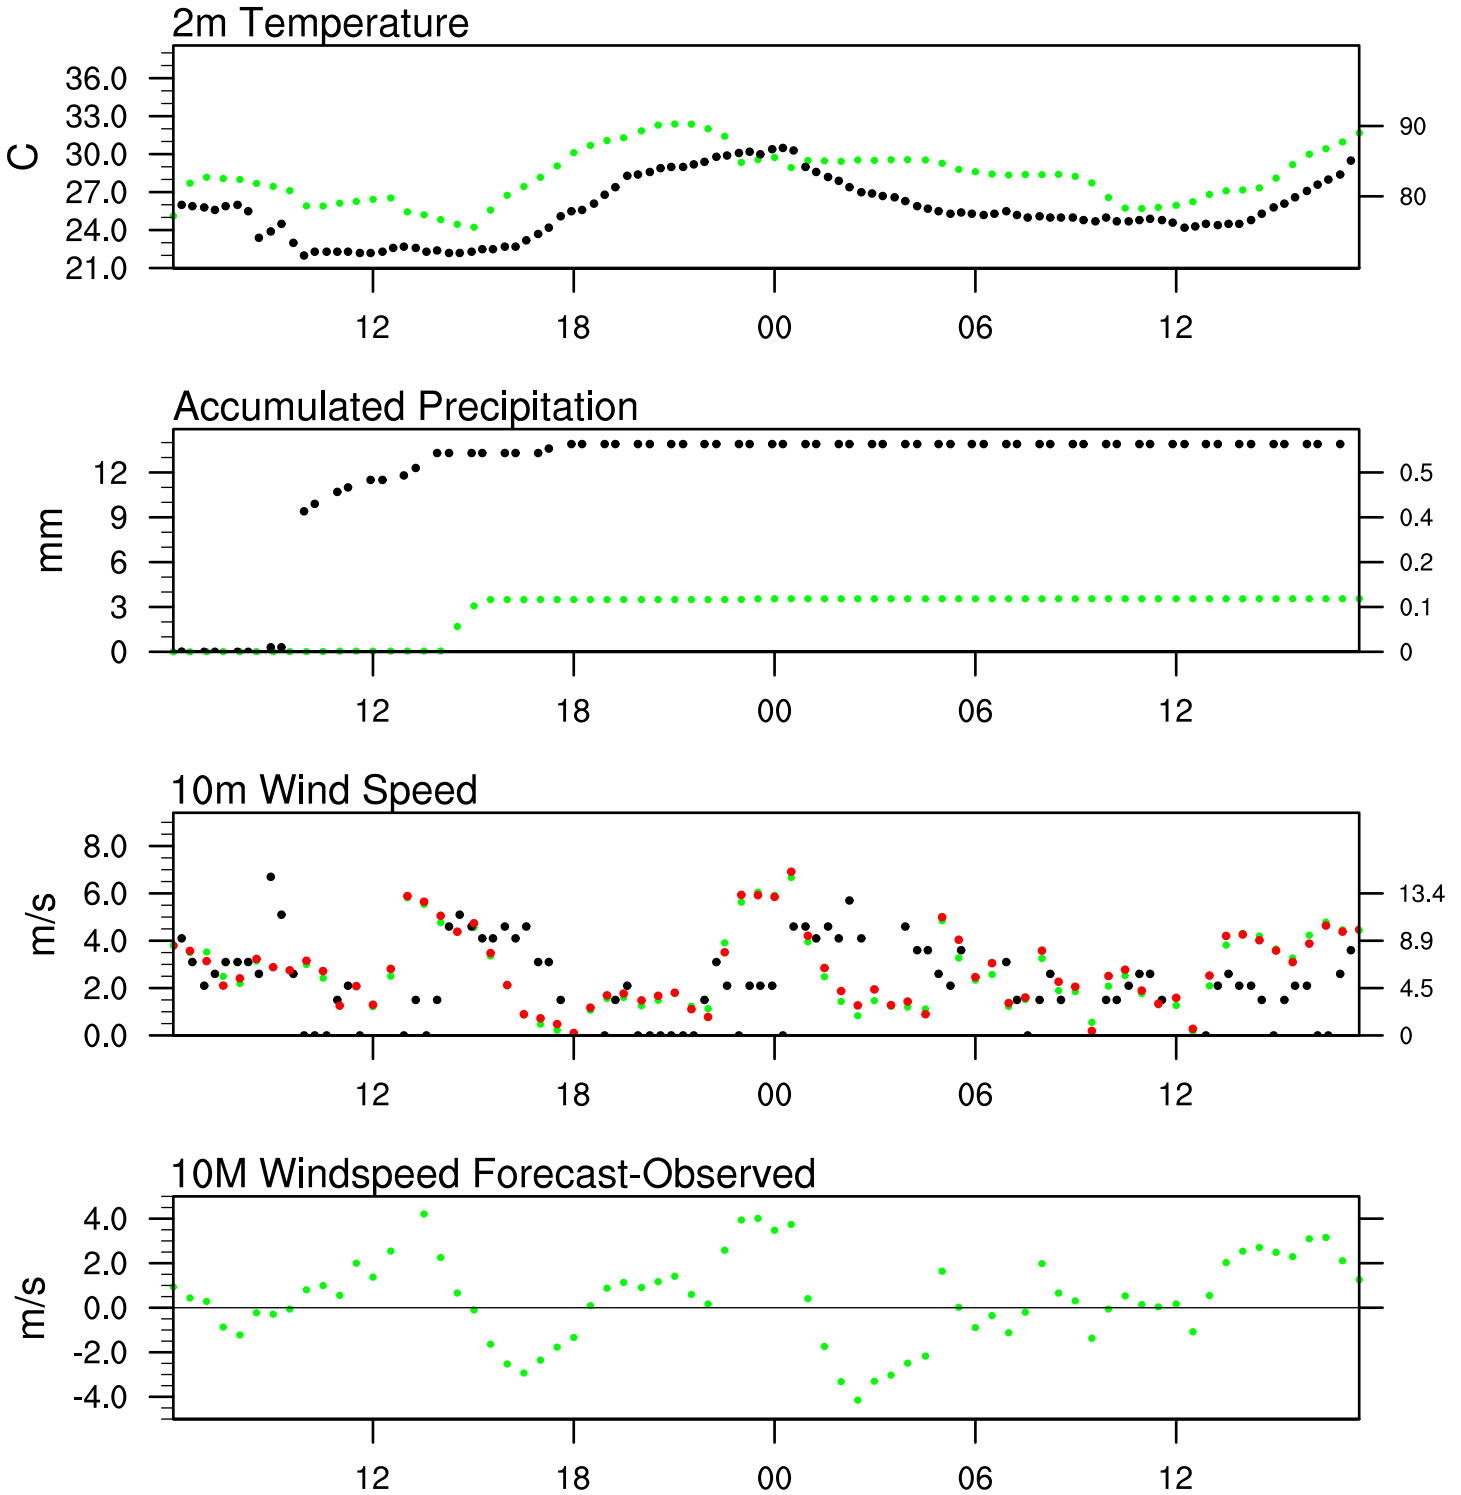 2m Temperature
36.0
33.0
30.0
27.0
24.0
21.0
C
90
80
12 18 00 06 12
Accumulated Precipitation
12
9
6
3
0
mm
0.5
0.4
0.2
0.1
0
12 18 00 06 12
10m Wind Speed
8.0
6.0
4.0
2.0
0.0
m/s
13.4
8.9
4.5
0
12 18 00 06 12
10M Windspeed Forecast-Observed
4.0
2.0
0.0
-2.0
-4.0
m/s
12 18 00 06 12